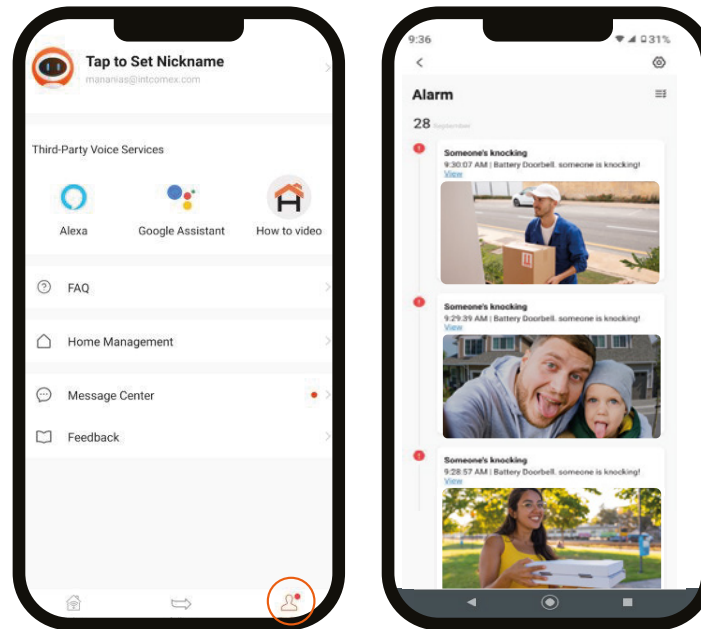 Tap to Set Nickname
mananias@intcomex.com
Third-Party Voice Services
Alexa
Google Assistant
How to video
FAQ
Home Management
Message Center
Feedback
9:36
31%
Alarm
28 September
Someone's knocking
9:30:07 AM | Battery Doorbell. someone is knocking!
View
Someone's knocking
9:29:39 AM | Battery Doorbell. someone is knocking!
View
Someone's knocking
9:28:57 AM | Battery Doorbell. someone is knocking!
View